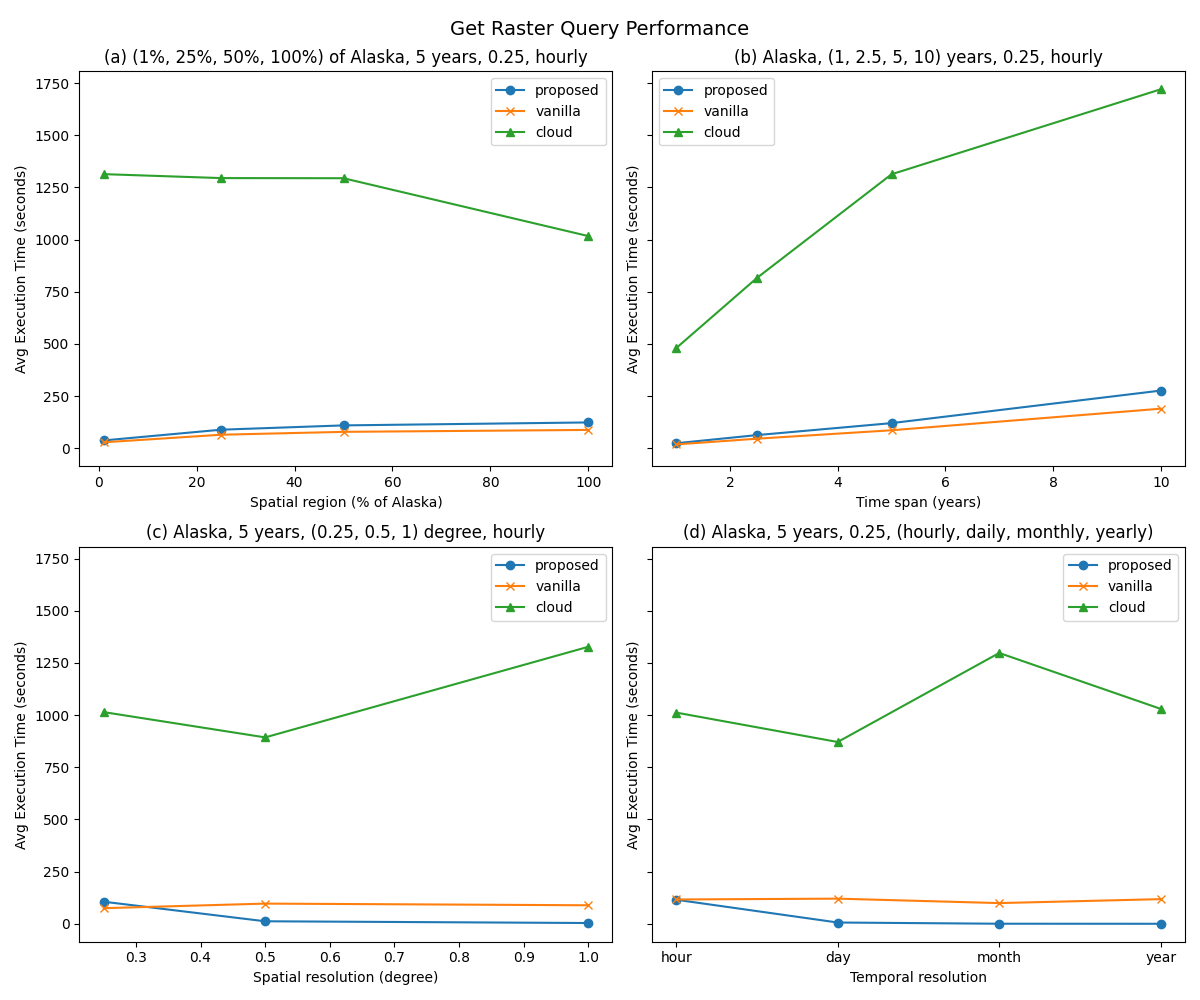 Get Raster Query Performance
(a) (1%, 25%, 50%, 100%) of Alaska, 5 years, 0.25, hourly
1750
1500
1250
1000
750
500
250
0
Avg Execution Time (seconds)
proposed
vanilla
cloud
0 20 40 60 80 100
Spatial region (% of Alaska)
(b) Alaska, (1, 2.5, 5, 10) years, 0.25, hourly
Avg Execution Time (seconds)
proposed
vanilla
cloud
2 4 6 8 10
Time span (years)
(c) Alaska, 5 years, (0.25, 0.5, 1) degree, hourly
1750
1500
1250
1000
750
500
250
0
Avg Execution Time (seconds)
proposed
vanilla
cloud
0.3 0.4 0.5 0.6 0.7 0.8 0.9 1.0
Spatial resolution (degree)
(d) Alaska, 5 years, 0.25, (hourly, daily, monthly, yearly)
Avg Execution Time (seconds)
proposed
vanilla
cloud
hour day month year
Temporal resolution